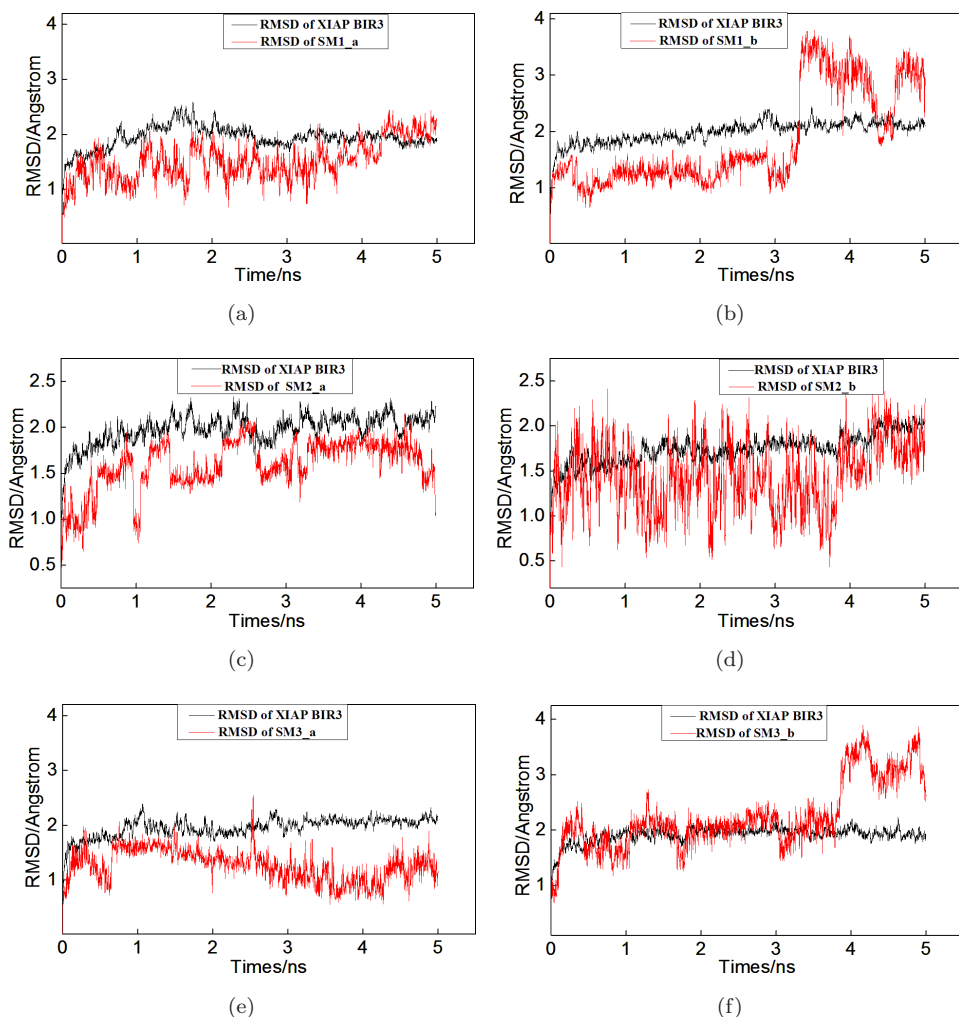 RMSD of XIAP BIR3
RMSD of SM1_a
RMSD/Angstrom
4
3
2
1
0 1 2 3 4 5
Time/ns
(a)
RMSD of XIAP BIR3
RMSD of SM1_b
RMSD/Angstrom
4
3
2
1
0 1 2 3 4 5
Times/ns
(b)
RMSD of XIAP BIR3
RMSD of SM2_a
RMSD/Angstrom
2.5
2.0
1.5
1.0
0.5
0 1 2 3 4 5
Times/ns
(c)
RMSD of XIAP BIR3
RMSD of SM2_b
RMSD/Angstrom
2.5
2.0
1.5
1.0
0.5
0 1 2 3 4 5
Times/ns
(d)
RMSD of XIAP BIR3
RMSD of SM3_a
RMSD/Angstrom
4
3
2
1
0 1 2 3 4 5
Times/ns
(e)
RMSD of XIAP BIR3
RMSD of SM3_b
RMSD/Angstrom
4
3
2
1
0 1 2 3 4 5
Times/ns
(f)